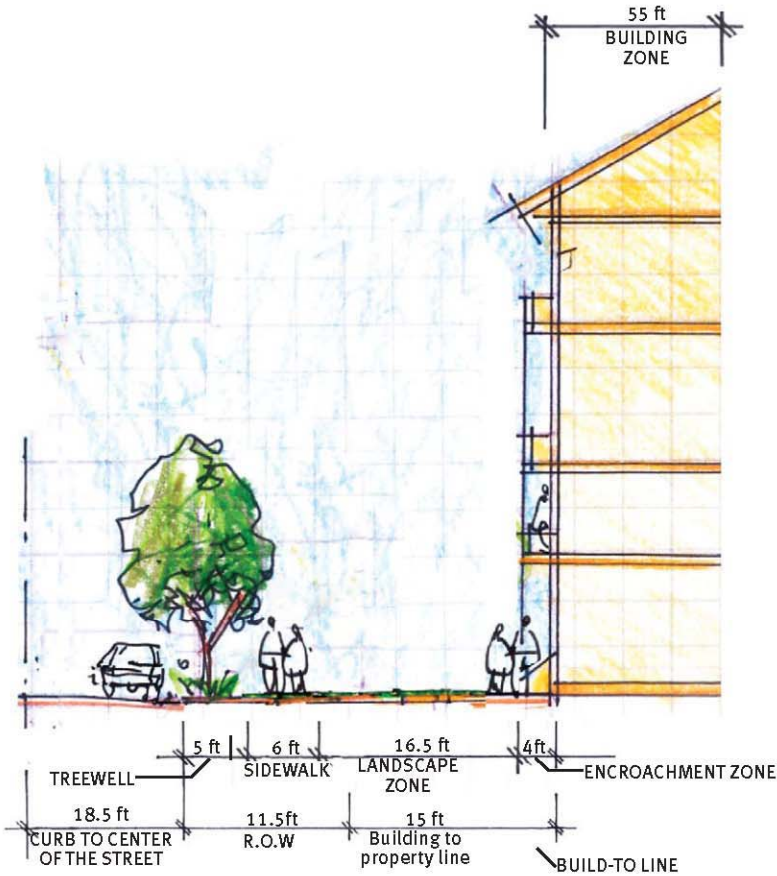 55 ft
BUILDING
ZONE
5 ft
6 ft
16.5 ft
4ft
TREEWELL
SIDEWALK
LANDSCAPE
ZONE
ENCROACHMENT ZONE
18.5 ft
11.5ft
15 ft
CURB TO CENTER
OF THE STREET
R.O.W
Building to
property line
BUILD-TO LINE